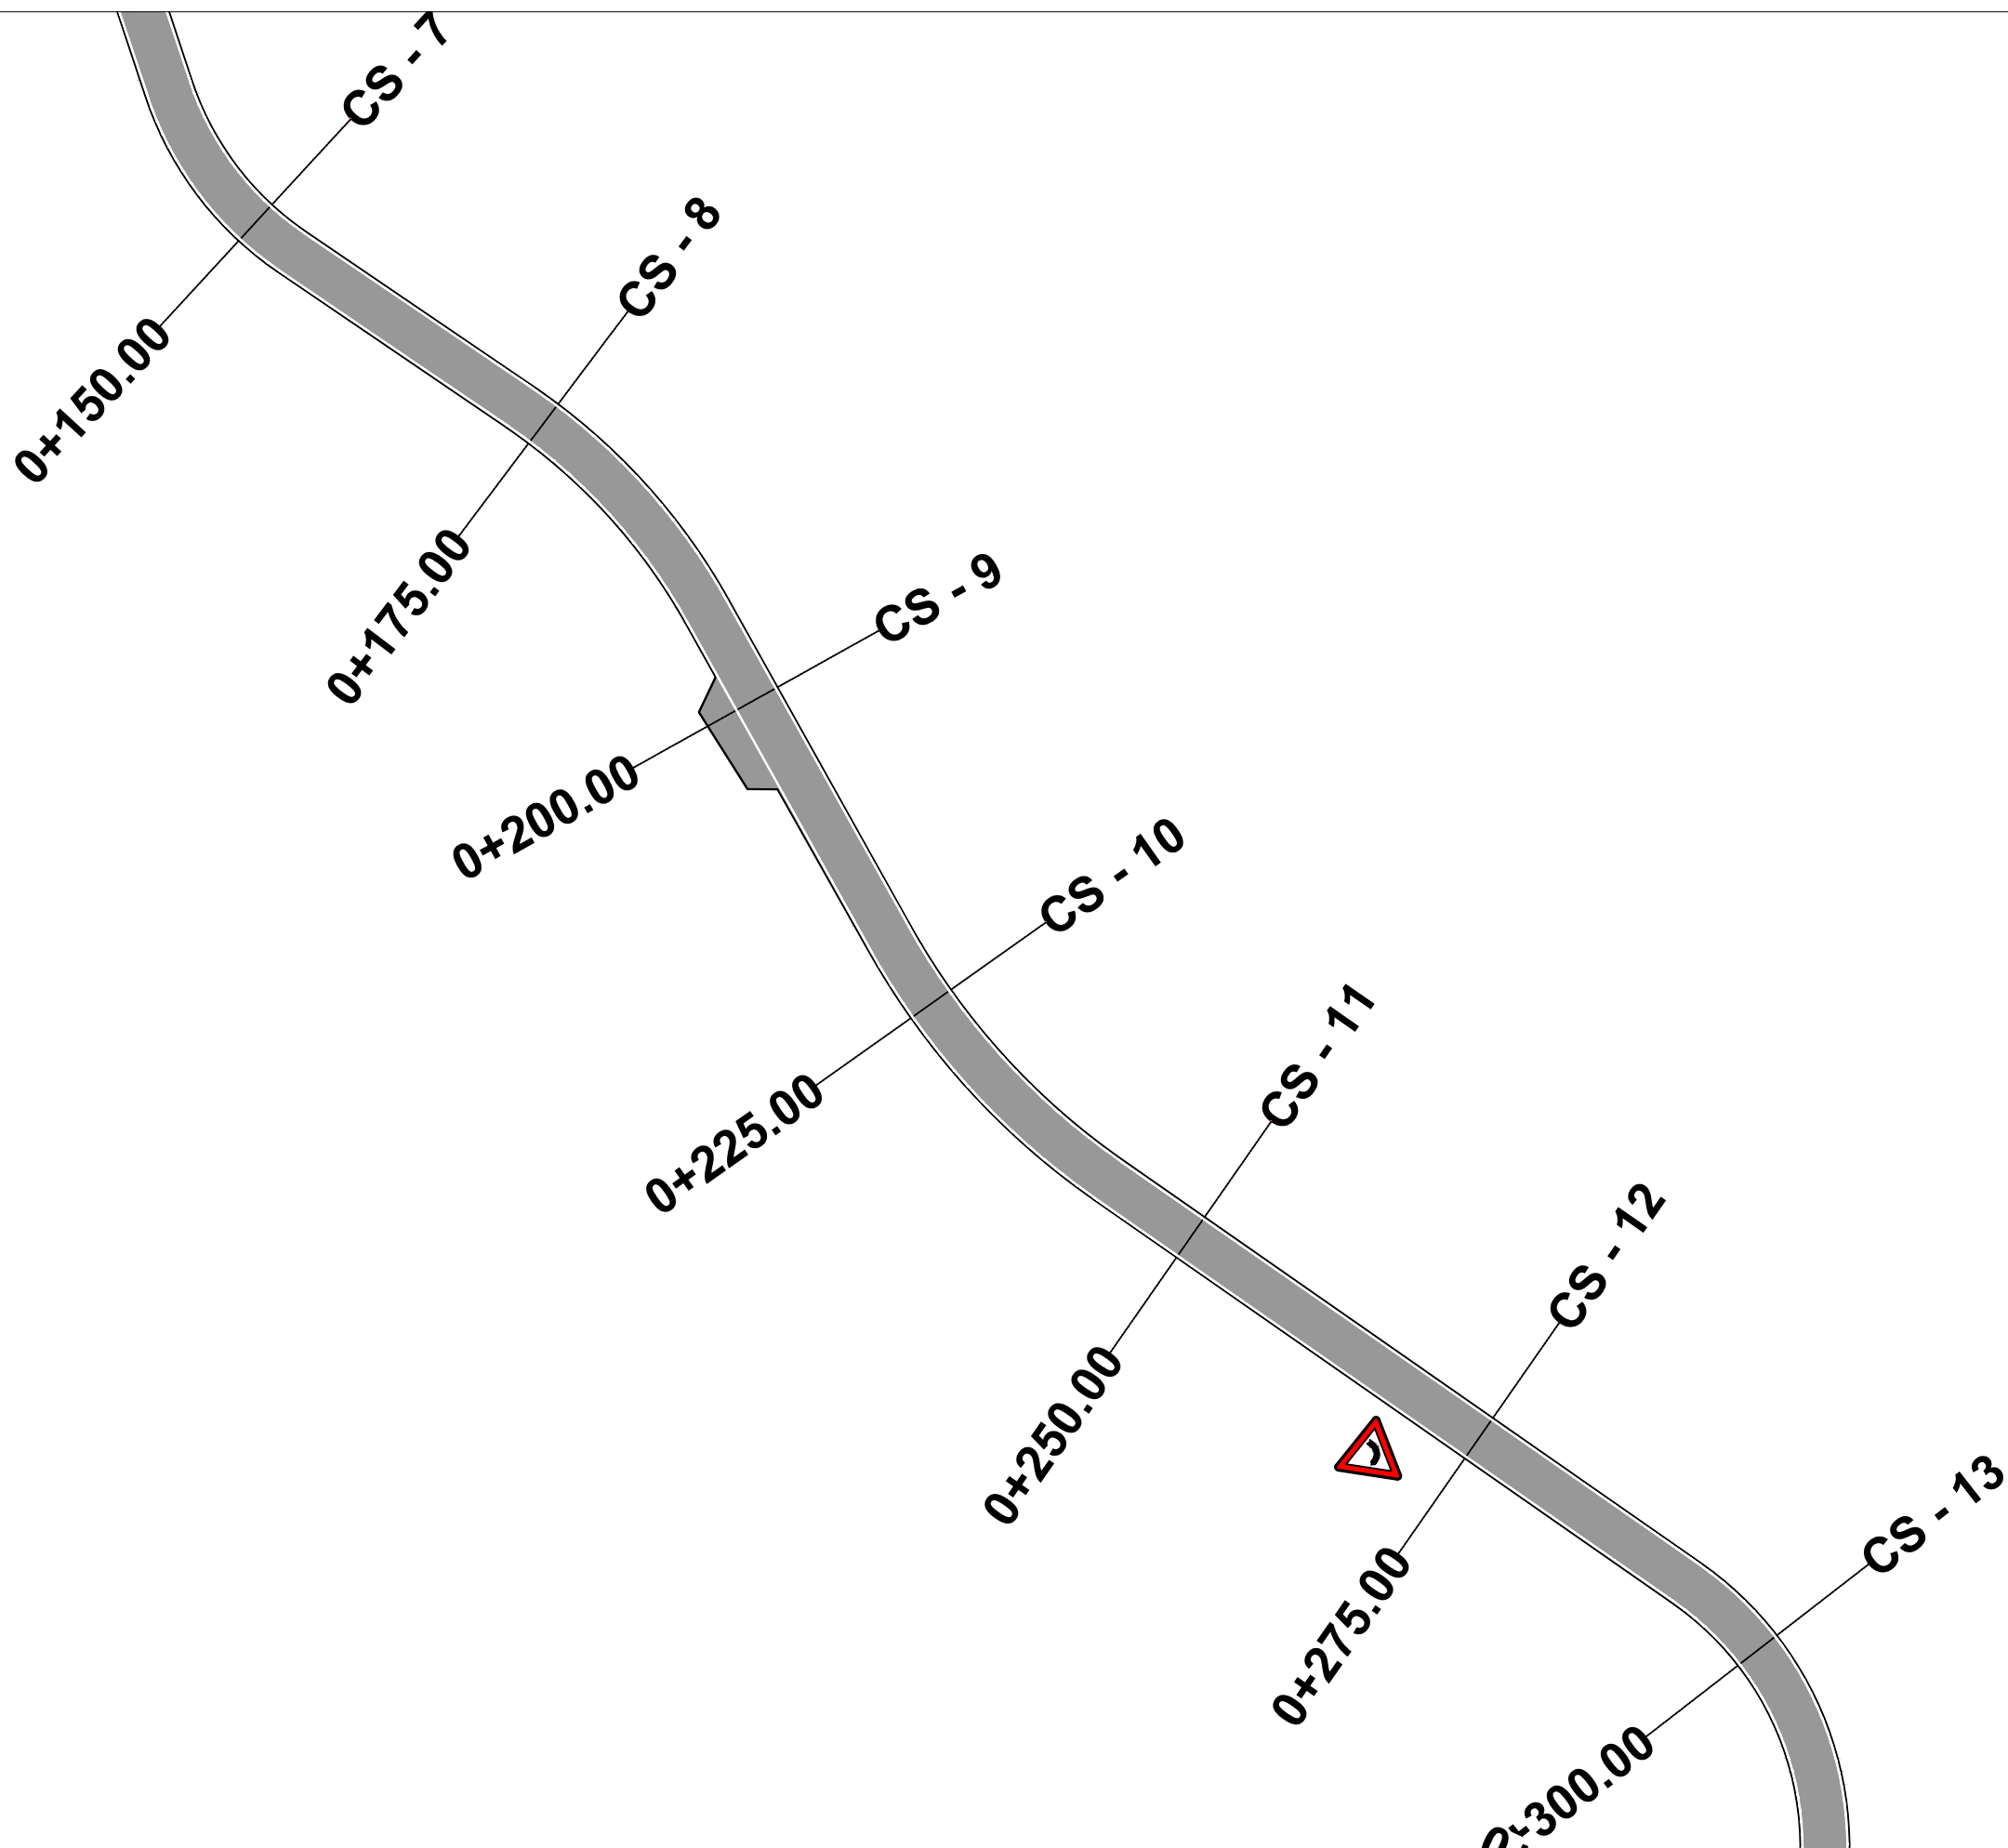 CS - 7
0+150.00
CS - 8
0+175.00
CS - 9
0+200.00
CS - 10
0+225.00
CS - 11
0+250.00
CS - 12
0+275.00
CS - 13
0+300.00